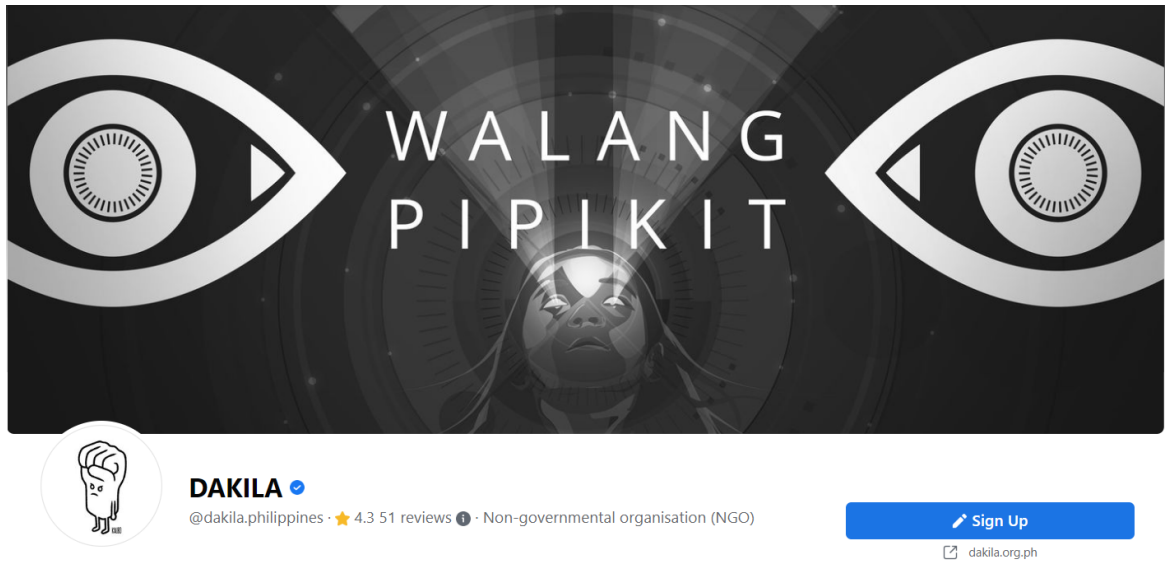 WALANG
PIPIKIT
DAKILA
@dakila.philippines · 4.3 51 reviews · Non-governmental organisation (NGO)
Sign Up
dakila.org.ph